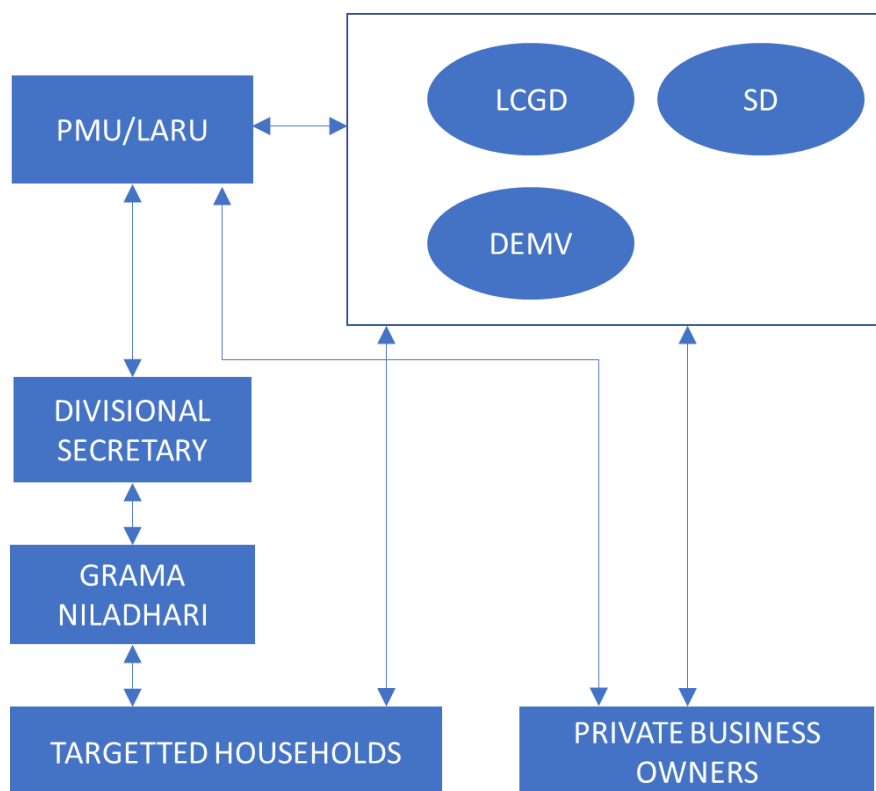 LCGD
SD
PMU/LARU
DEMV
DIVISIONAL
SECRETARY
GRAMA
NILADHARI
TARGETTED HOUSEHOLDS
PRIVATE BUSINESS
OWNERS